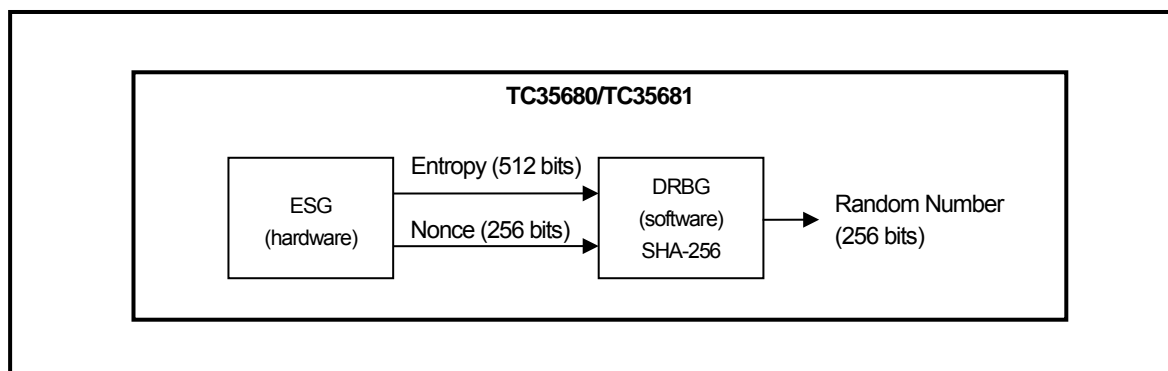 TC35680/TC35681
ESG
(hardware)
Entropy (512 bits)
Nonce (256 bits)
DRBG
(software)
SHA-256
Random Number
(256 bits)